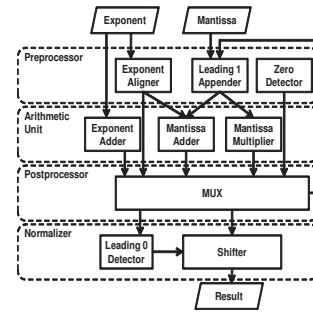 Exponent
Mantissa
Preprocessor
Exponent
Aligner
Leading 1
Appender
Zero
Detector
Arithmetic
Unit
Exponent
Adder
Mantissa
Adder
Mantissa
Multiplier
Postprocessor
MUX
Normalizer
Leading 0
Detector
Shifter
Result